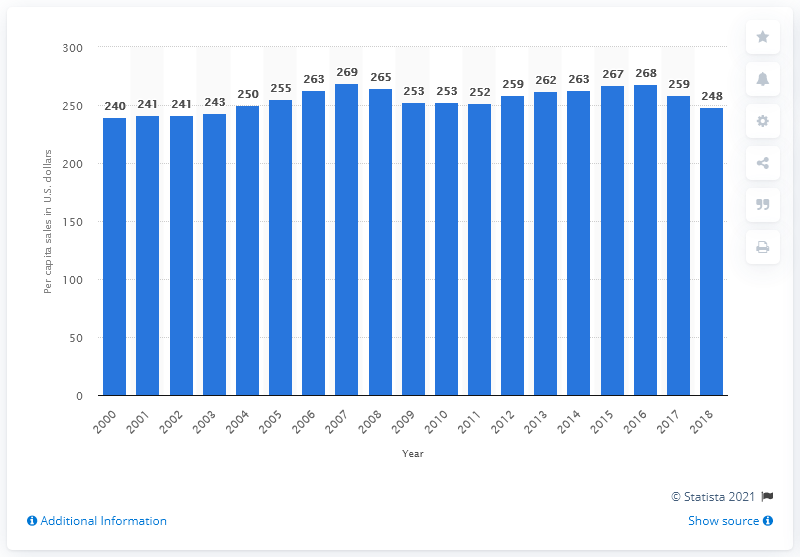 300
250
200
150
100
50
0
Per capita sales in U.S. dollars
240 241 241 243 250 255 263 269 265 253 253 252 259 262 263 267 268 259 248
2000 2001 2002 2003 2004 2005 2006 2007 2008 2009 2010 2011 2012 2013 2014 2015 2016 2017 2018
Year
© Statista 2021
Additional Information
Show source